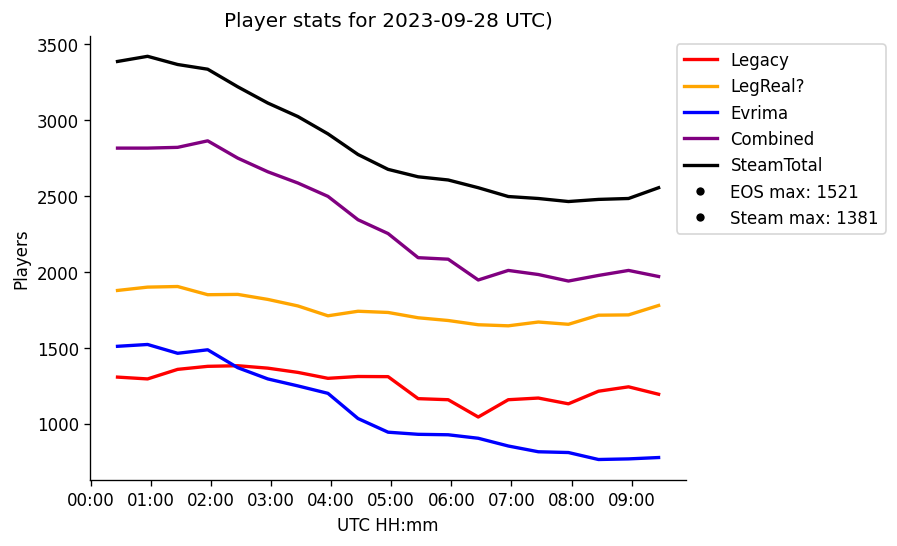 Player stats for 2023-09-28 UTC)
3500
3000
2500
2000
1500
1000
Players
00:00 01:00 02:00 03:00 04:00 05:00 06:00 07:00 08:00 09:00
UTC HH:mm
Legacy
LegReal?
Evrima
Combined
SteamTotal
EOS max: 1521
Steam max: 1381